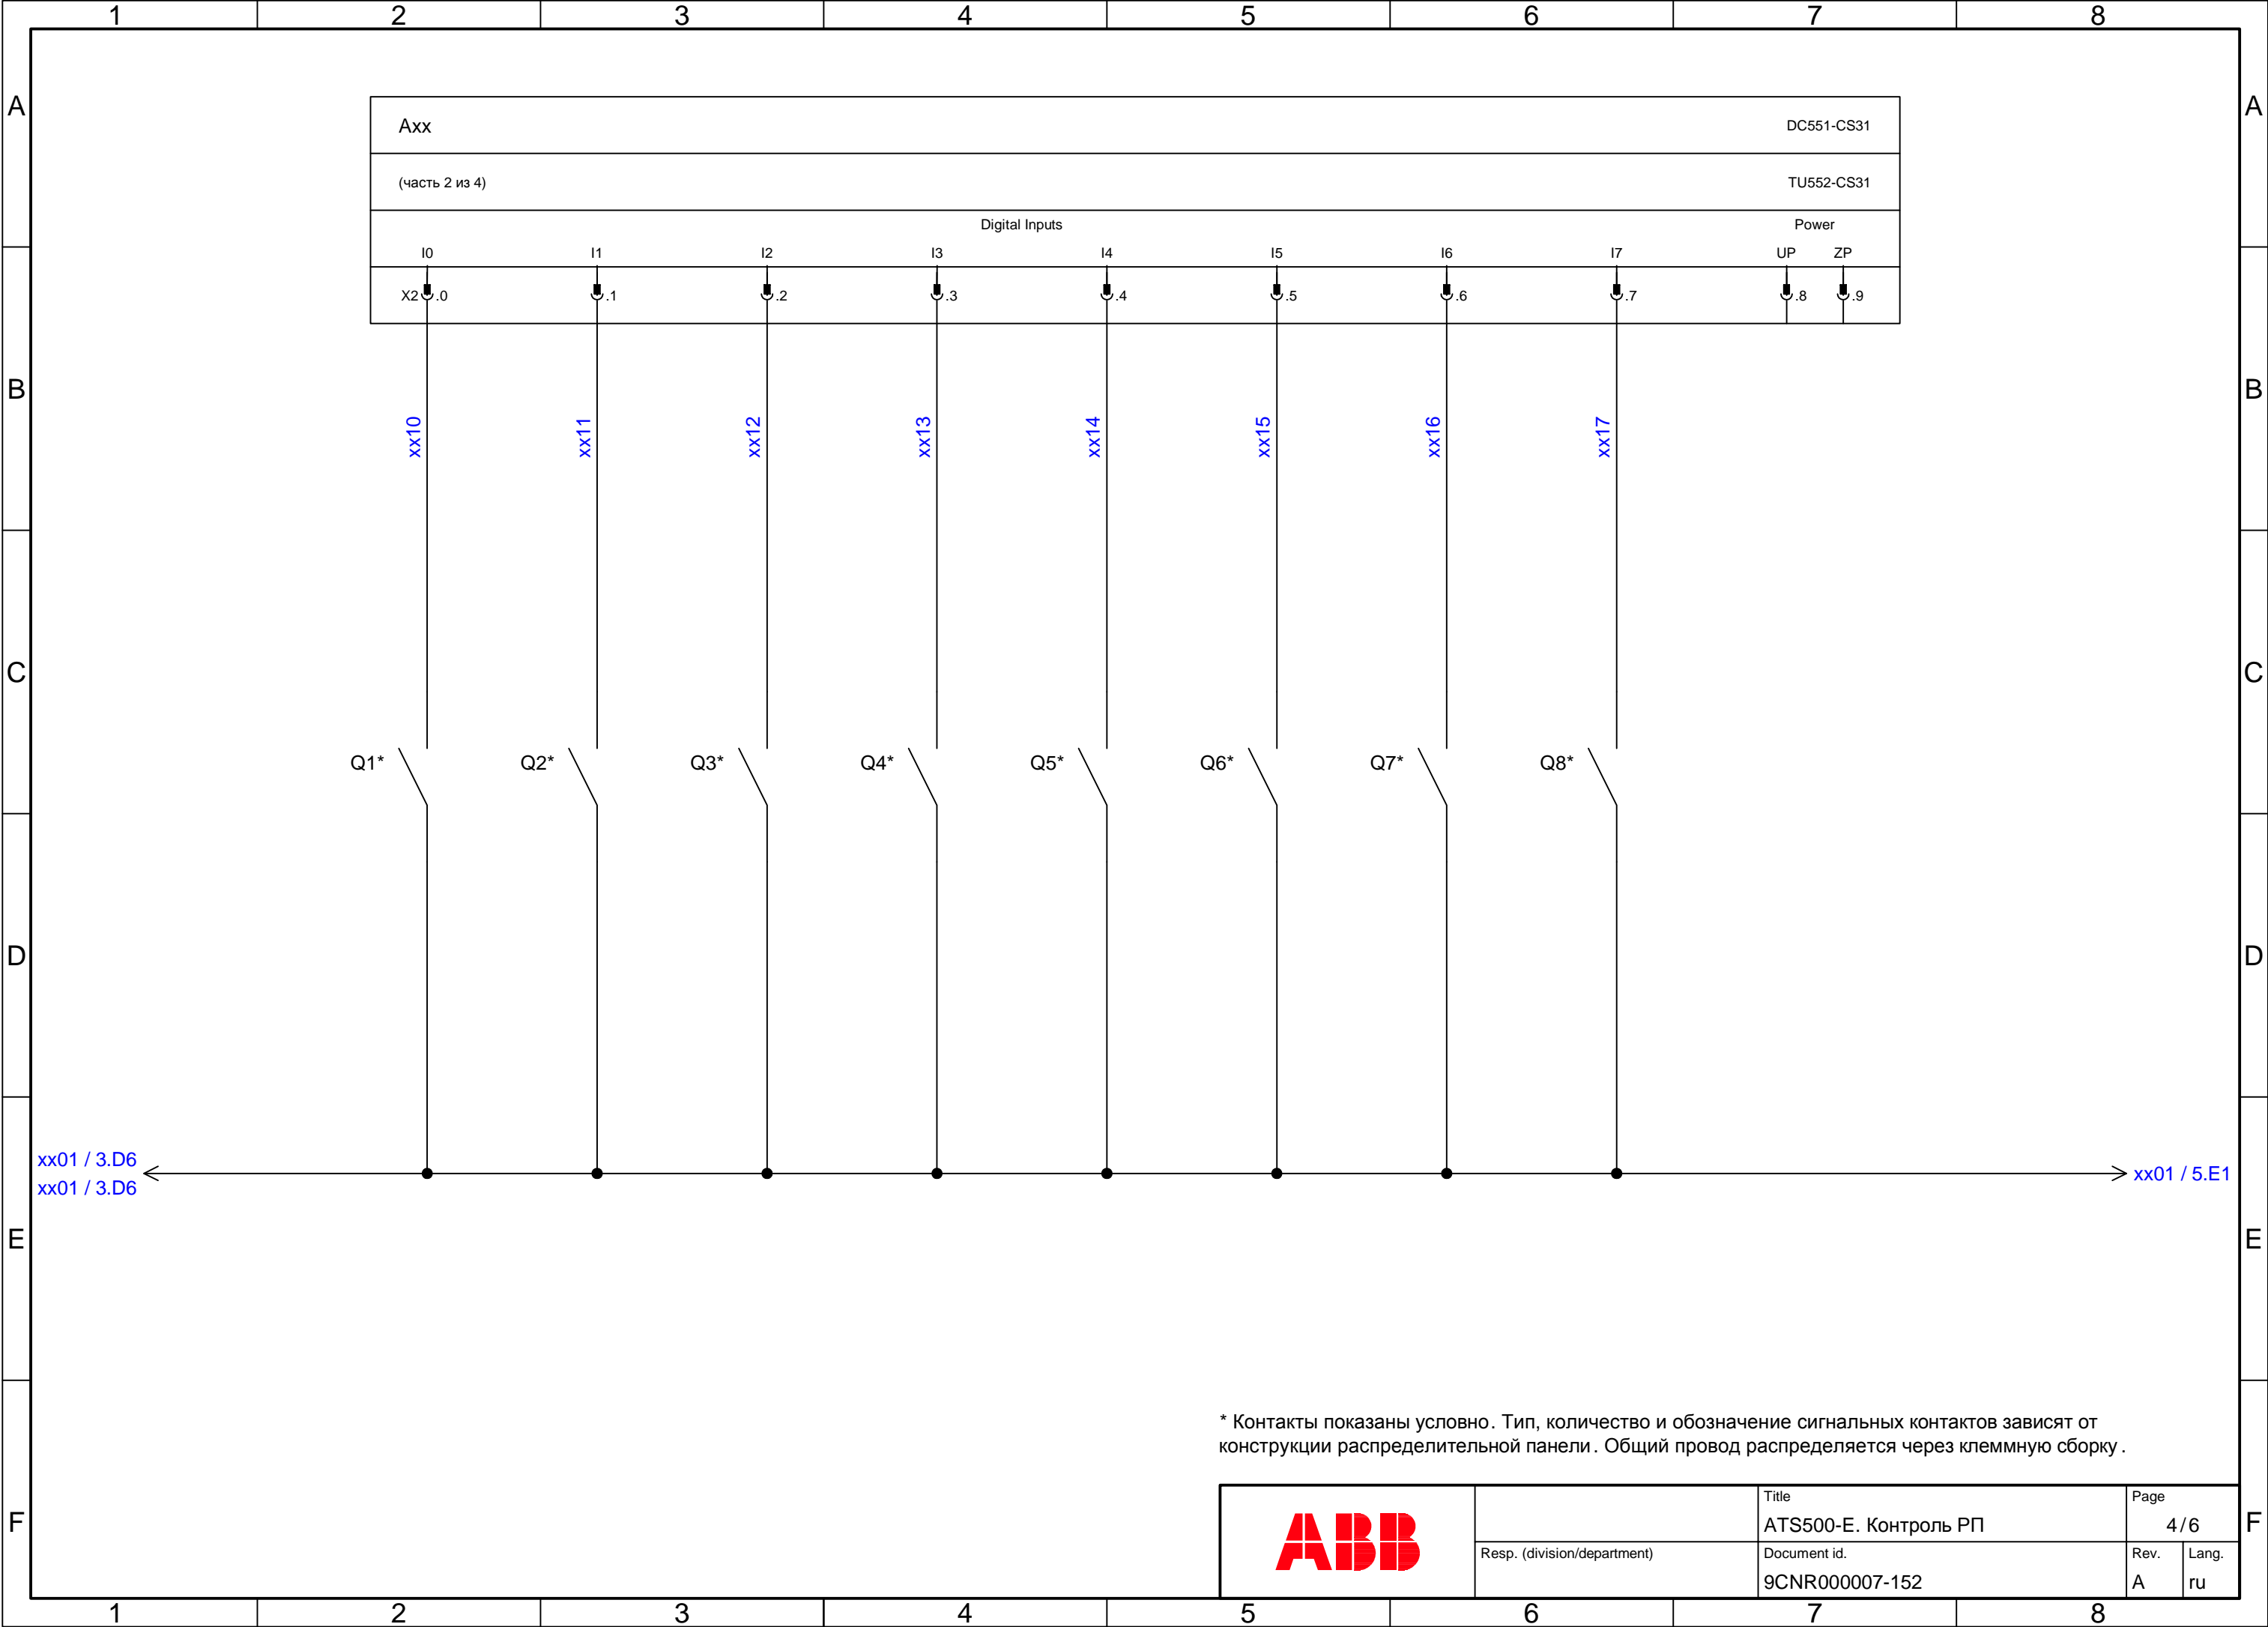 1 2 3 4 5 6 7 8
A A
Axx DC551-CS31
(часть 2 из 4) TU552-CS31
Digital Inputs Power
I0 I1 I2 I3 I4 I5 I6 I7 UP ZP
X2 .0 .1 .2 .3 .4 .5 .6 .7 .8 .9
B B
xx10 xx11 xx12 xx13 xx14 xx15 xx16 xx17
C C
Q1* Q2* Q3* Q4* Q5* Q6* Q7* Q8*
D D
xx01 / 3.D6
xx01 / 3.D6
xx01 / 5.E1
E E
* Контакты показаны условно. Тип, количество и обозначение сигнальных контактов зависят от
конструкции распределительной панели. Общий провод распределяется через клеммную сборку.
F F
ABB
Title
ATS500-E. Контроль РП
Page
4/6
Resp. (division/department)
Document id.
9CNR000007-152
Rev.
A
Lang.
ru
1 2 3 4 5 6 7 8